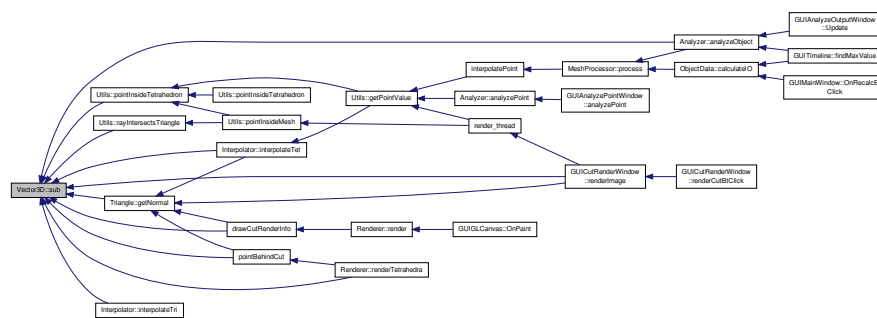 GUIAnalyzeOutputWindow
::Update
Analyzer::analyzeObject
GUITimeline::findMaxValue
interpolatePoint
MeshProcessor::process
ObjectData::calculateIO
GUIMainWindow::OnRecalcB
Click
Utils::pointInsideTetrahedron
Utils::pointInsideTetrahedron
Utils::getPointValue
Analyzer::analyzePoint
GUIAnalyzePointWindow
::analyzePoint
Utils::rayIntersectsTriangle
Utils::pointInsideMesh
render_thread
Interpolator::interpolateTet
GUICutRenderWindow
::renderImage
GUICutRenderWindow
::renderCutBtClick
Vector3D::sub
Triangle::getNormal
drawCutRenderInfo
Renderer::render
GUIGLCanvas::OnPaint
pointBehindCut
Renderer::renderTetrahedra
Interpolator::interpolateTri